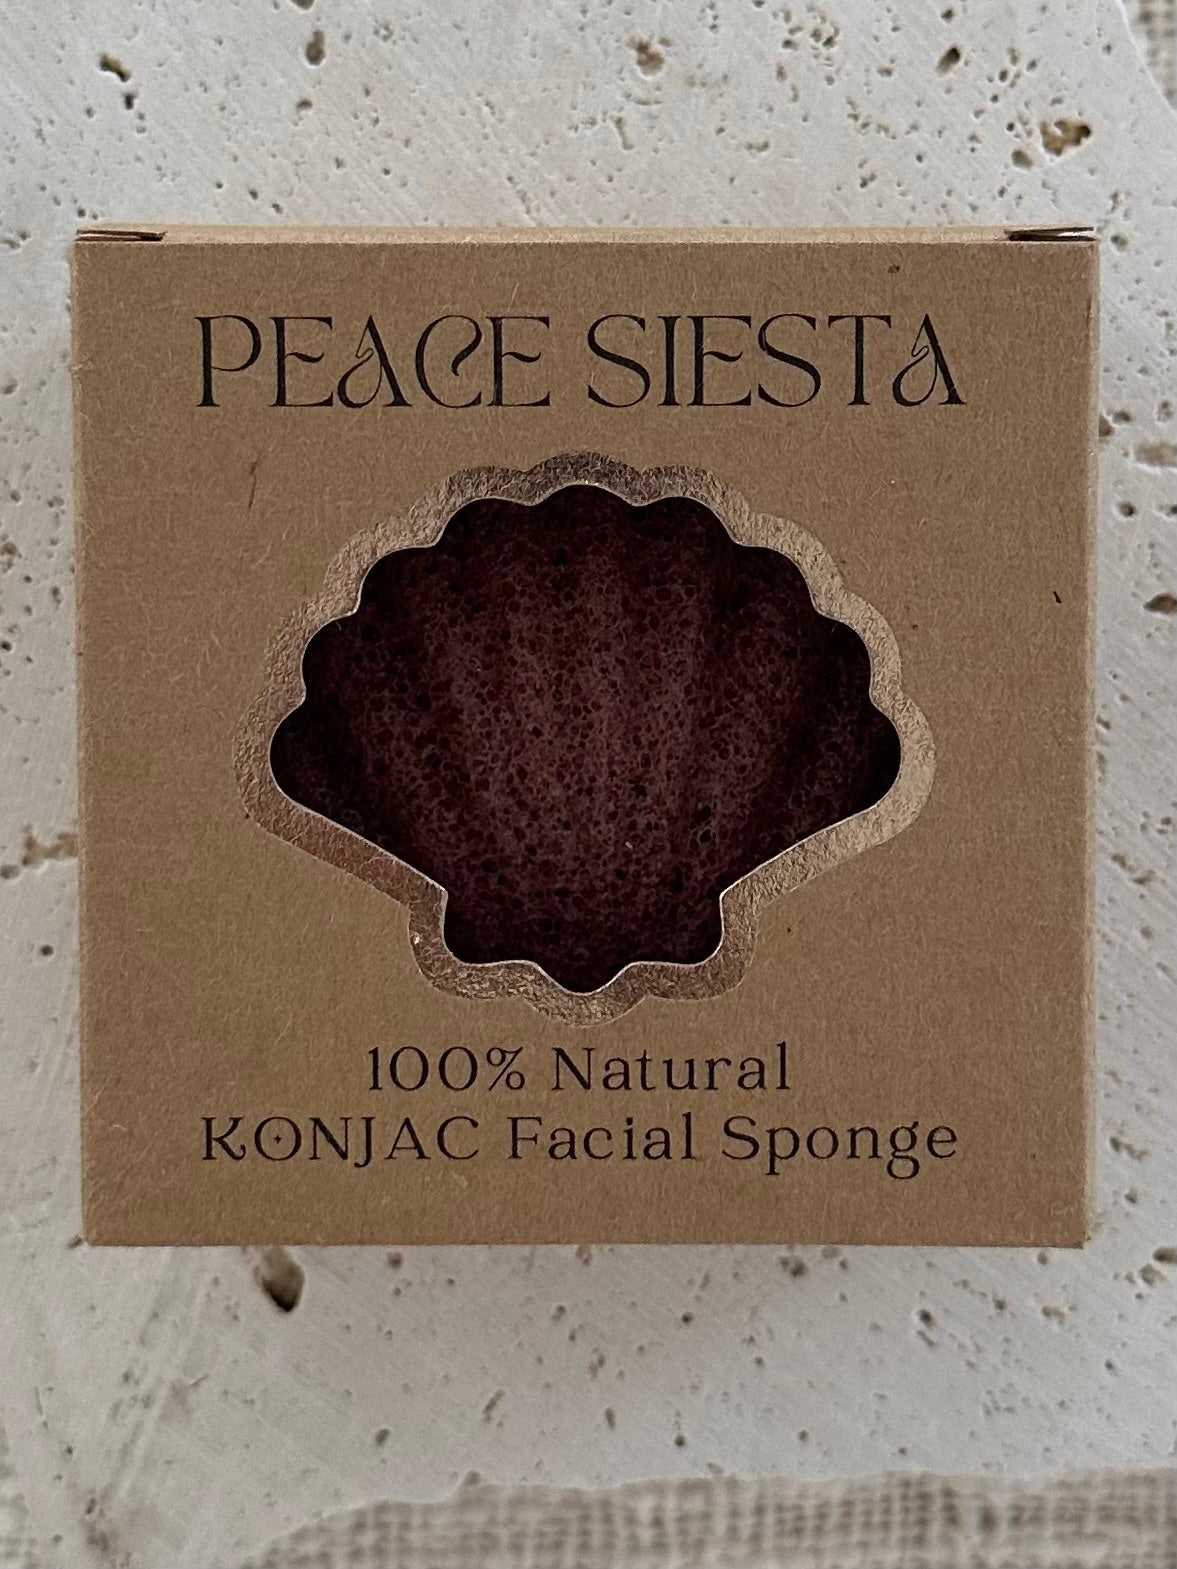 PEACE SIESTA
100% Natural
KONJAC Facial Sponge